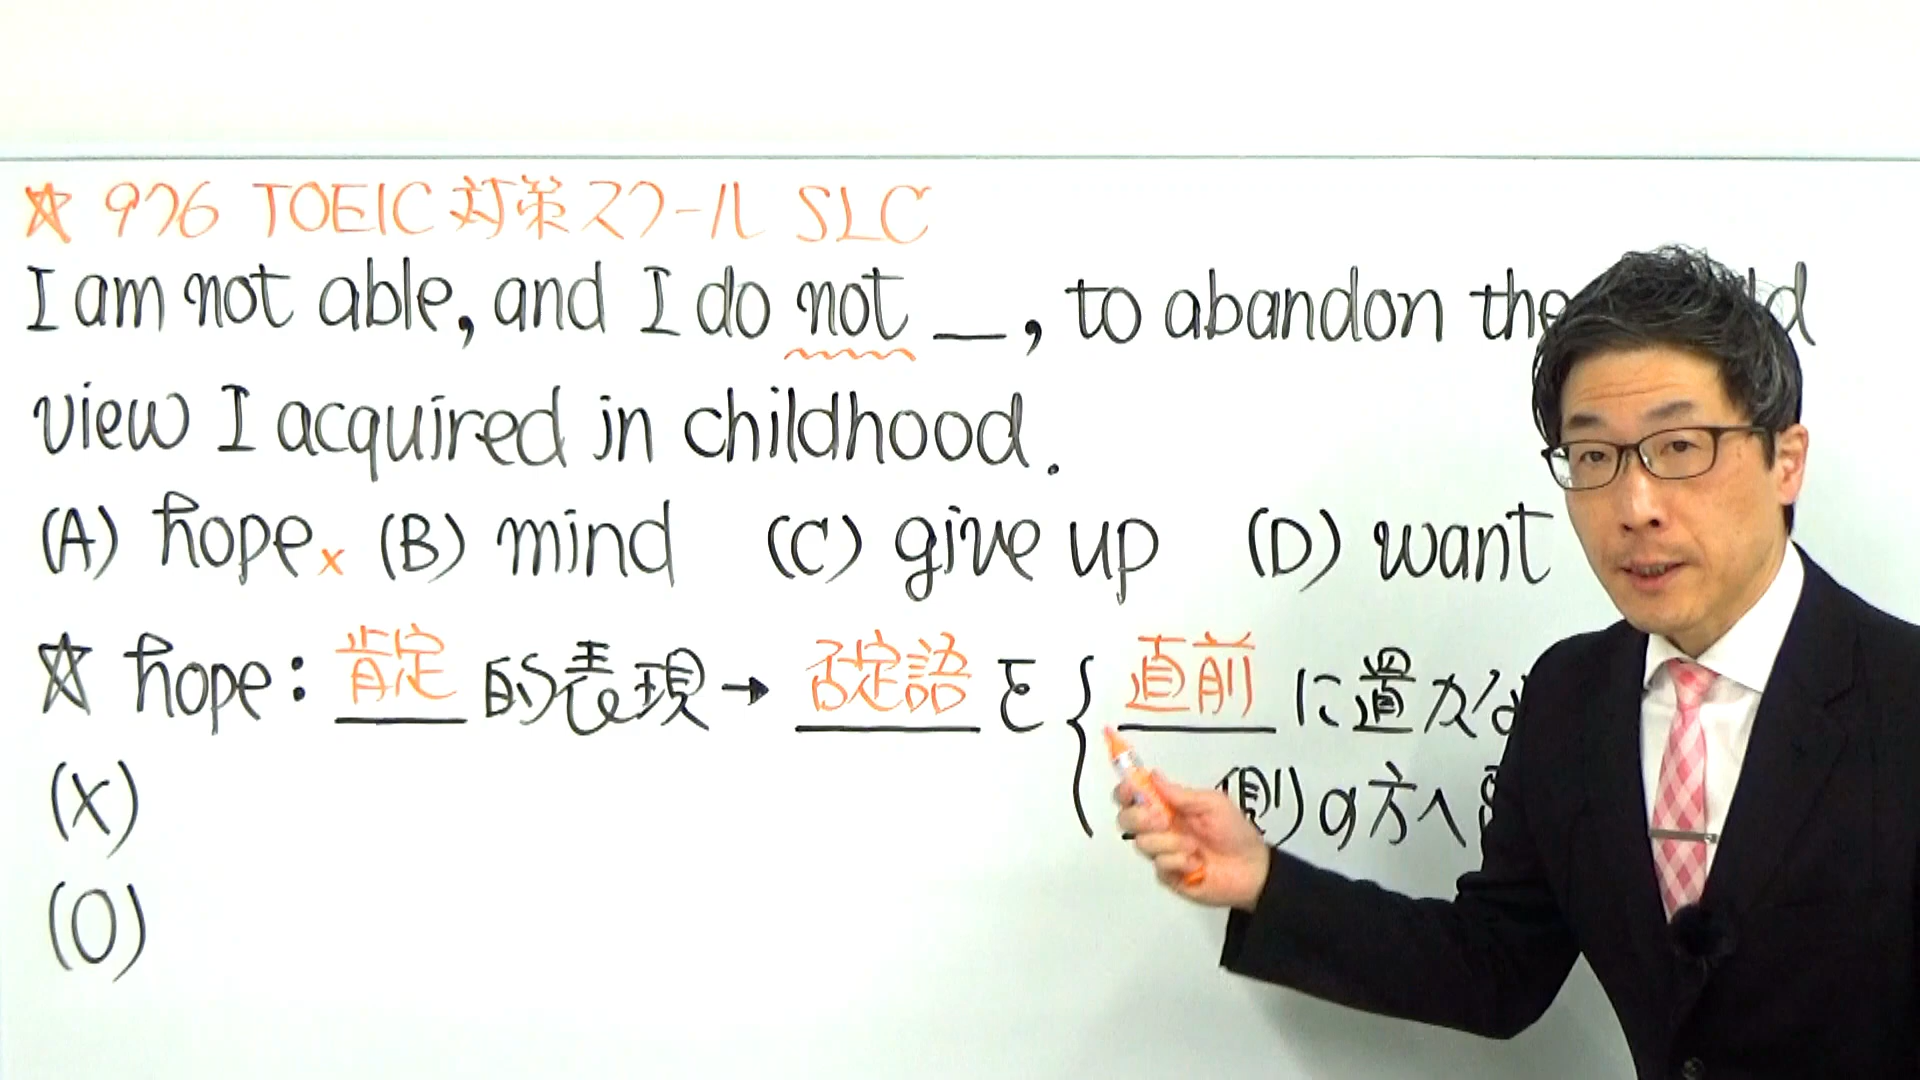 ☆ 976 TOEIC対策スクール SLC
I am not able, and I do not __, to abandon the
view I acquired in childhood.
(A) hope x (B) mind (C) give up (D) want
☆ hope: 肯定的表現→ 否定語を { 直前に置かな
側の方へ
(X)
(O)